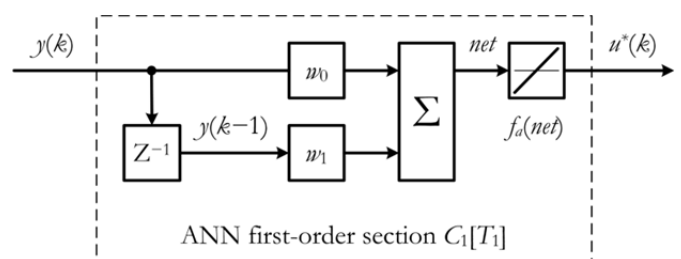 y(k)
w₀
net
u*(k)
Σ
fₐ(net)
Z⁻¹
y(k−1)
w₁
ANN first-order section C₁[T₁]